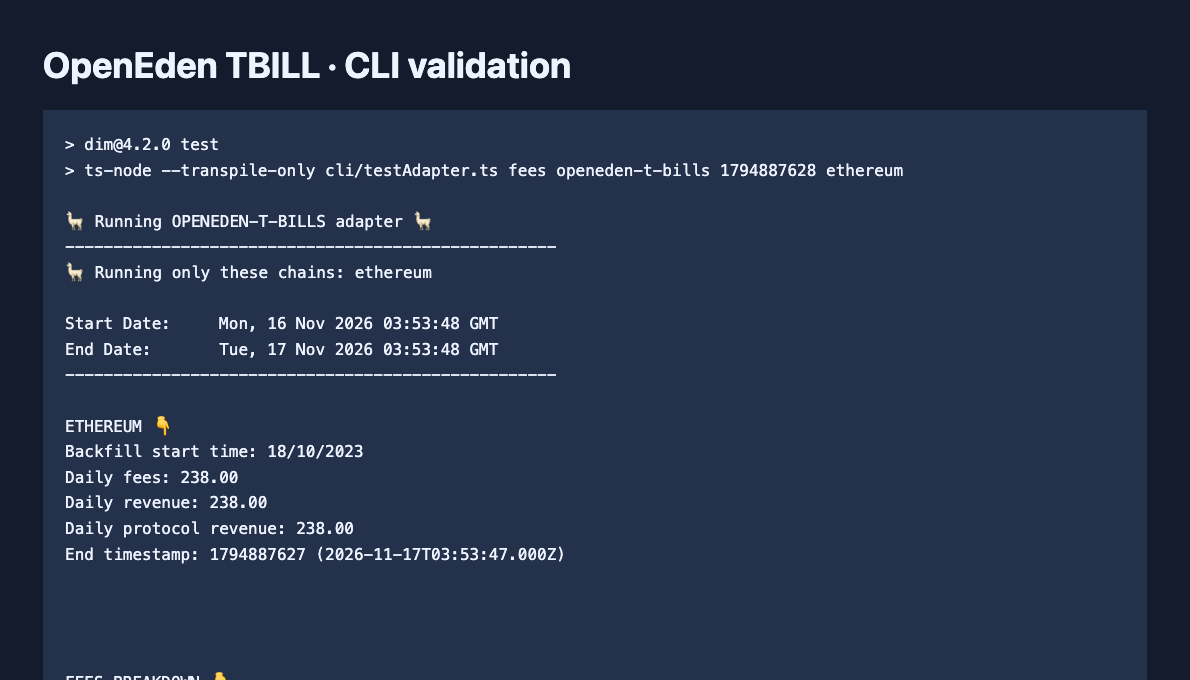 OpenEden TBILL · CLI validation
> dim@4.2.0 test
> ts-node --transpile-only cli/testAdapter.ts fees openeden-t-bills 1794887628 ethereum
🦙 Running OPENEDEN-T-BILLS adapter 🦙
---------------------------------------------------
🦙 Running only these chains: ethereum
Start Date:     Mon, 16 Nov 2026 03:53:48 GMT
End Date:       Tue, 17 Nov 2026 03:53:48 GMT
---------------------------------------------------
ETHEREUM 👇
Backfill start time: 18/10/2023
Daily fees: 238.00
Daily revenue: 238.00
Daily protocol revenue: 238.00
End timestamp: 1794887627 (2026-11-17T03:53:47.000Z)
FEES BREAKDOWN 👇